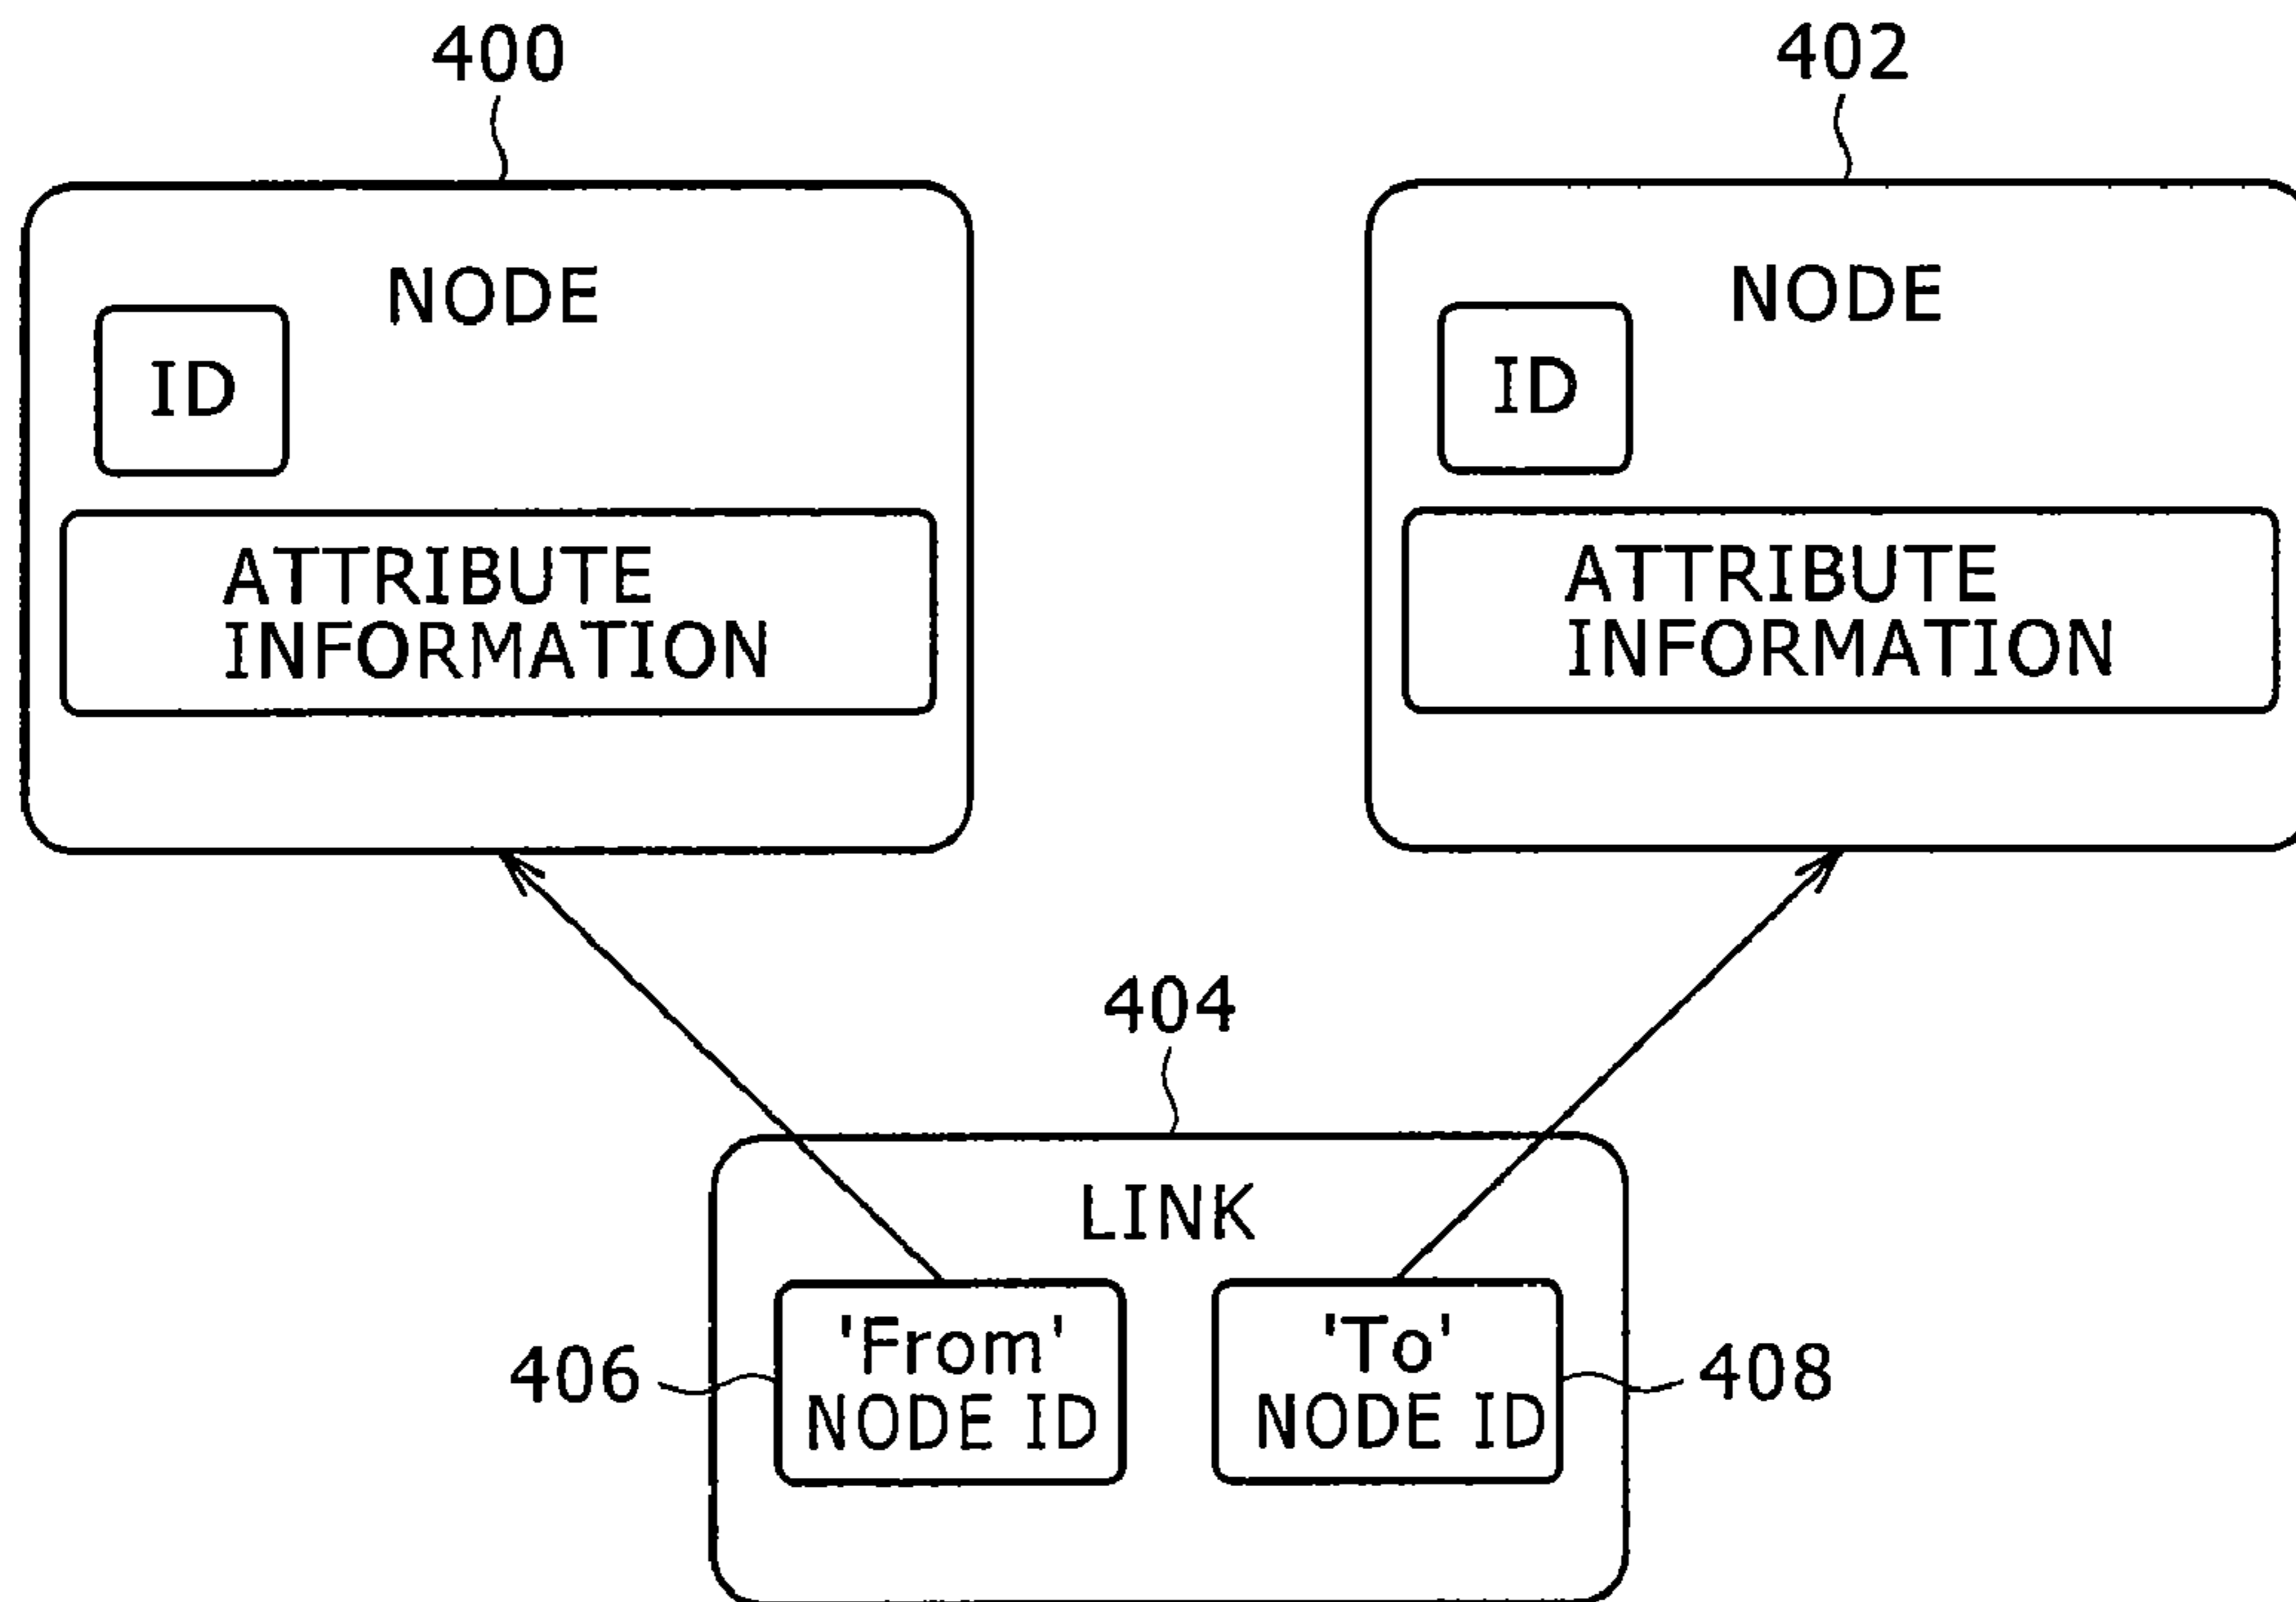 400
402
NODE
NODE
ID
ID
ATTRIBUTE
INFORMATION
ATTRIBUTE
INFORMATION
404
LINK
'From'
NODE ID
'To'
NODE ID
406
408